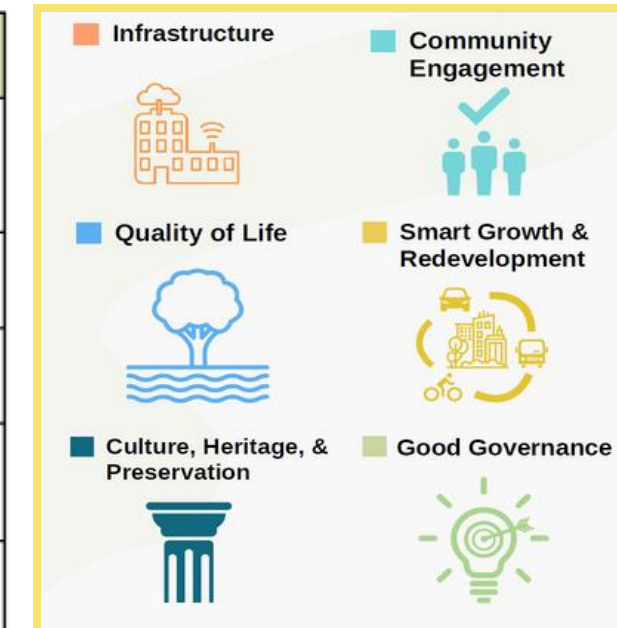 Infrastructure
Community
Engagement
Quality of Life
Smart Growth &
Redevelopment
Culture, Heritage, &
Preservation
Good Governance